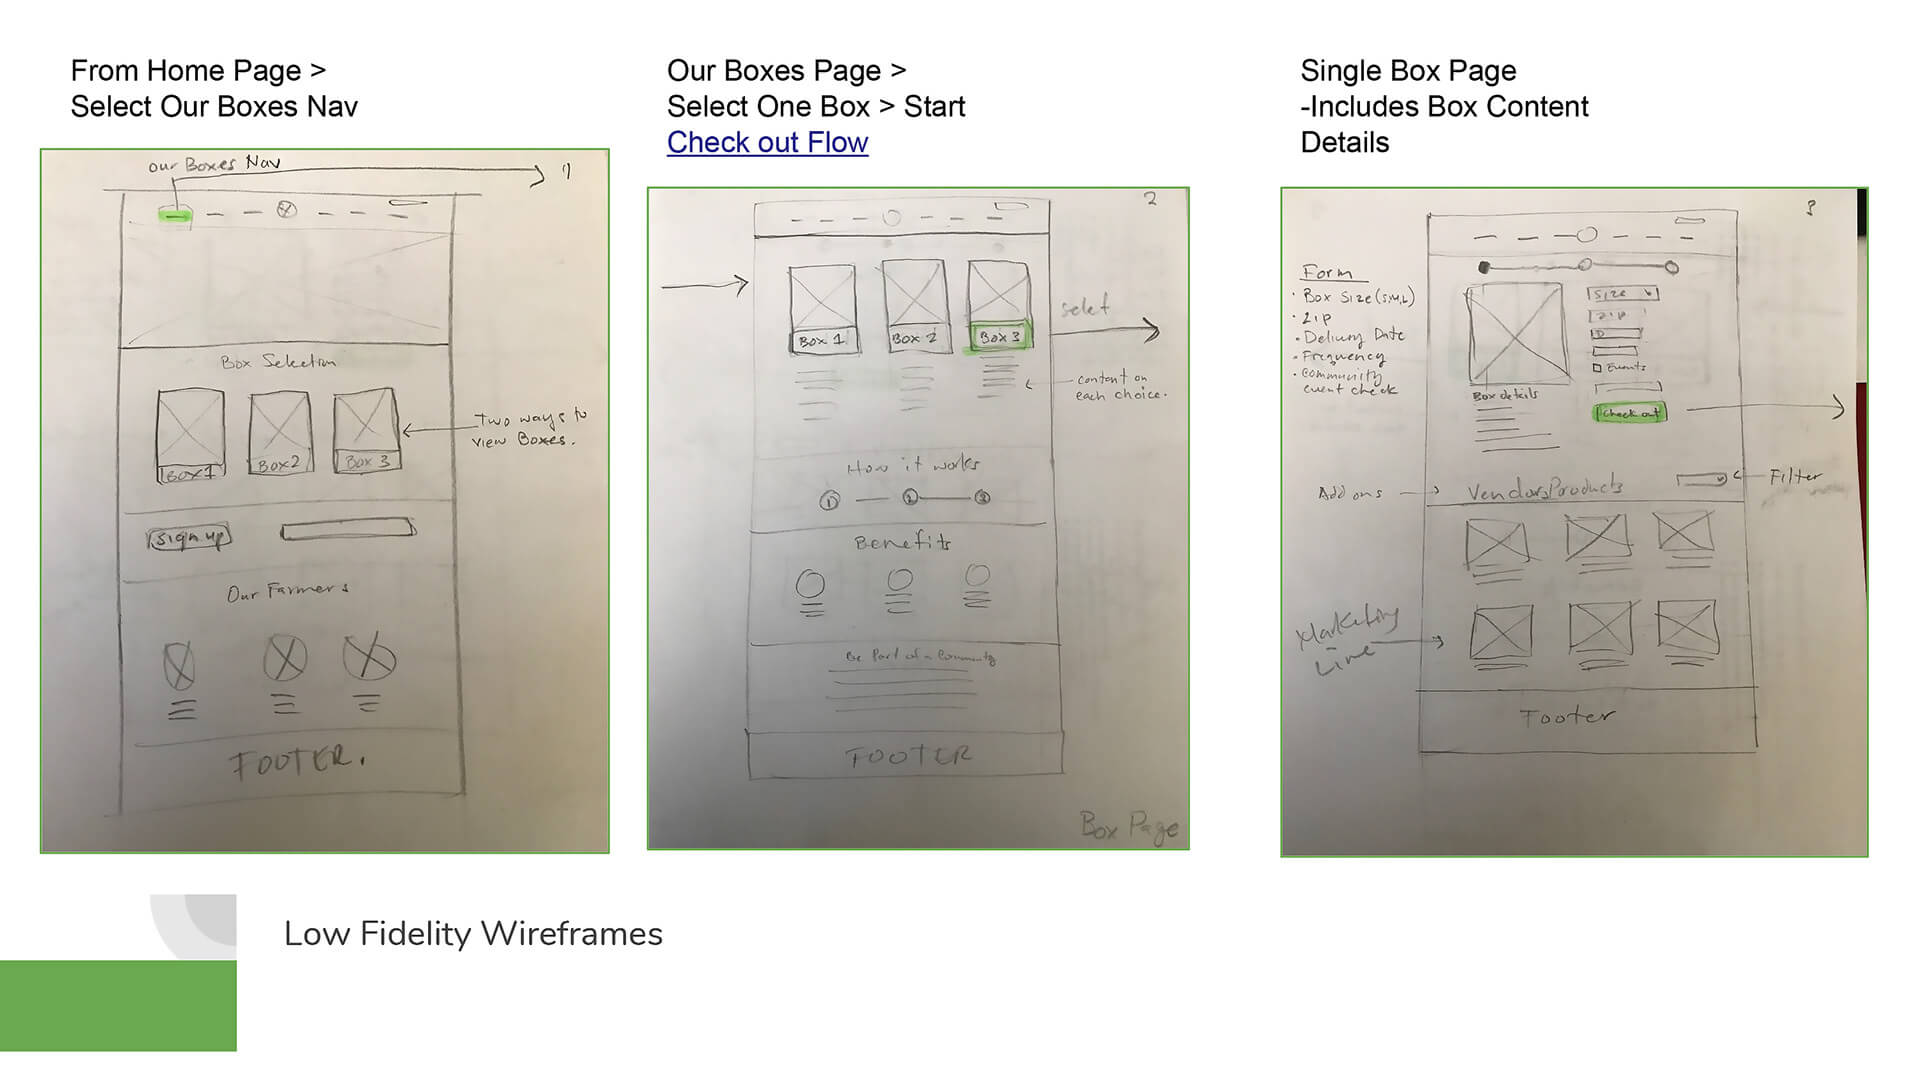 From Home Page >
Select Our Boxes Nav
our Boxes Nav
1)
Box Selection
Box 1
Box 2
Box 3
Two ways to
view Boxes.
Sign up
Our Farmers
FOOTER.
Our Boxes Page >
Select One Box > Start
Check out Flow
2
Box 1
Box 2
Box 3
select
content on
each choice.
How it works
1
2
3
Benefits
Be Part of a Community
FOOTER
Box Page
Single Box Page
-Includes Box Content
Details
3
Form
· Box Size (S,M,L)
· Zip
· Delivery Date
· Frequency
· Community
event check
Size
Zip
D
Events
Check out
Box details
Add ons
Vendors Products
Filter
Marketing
Line
Footer
Low Fidelity Wireframes